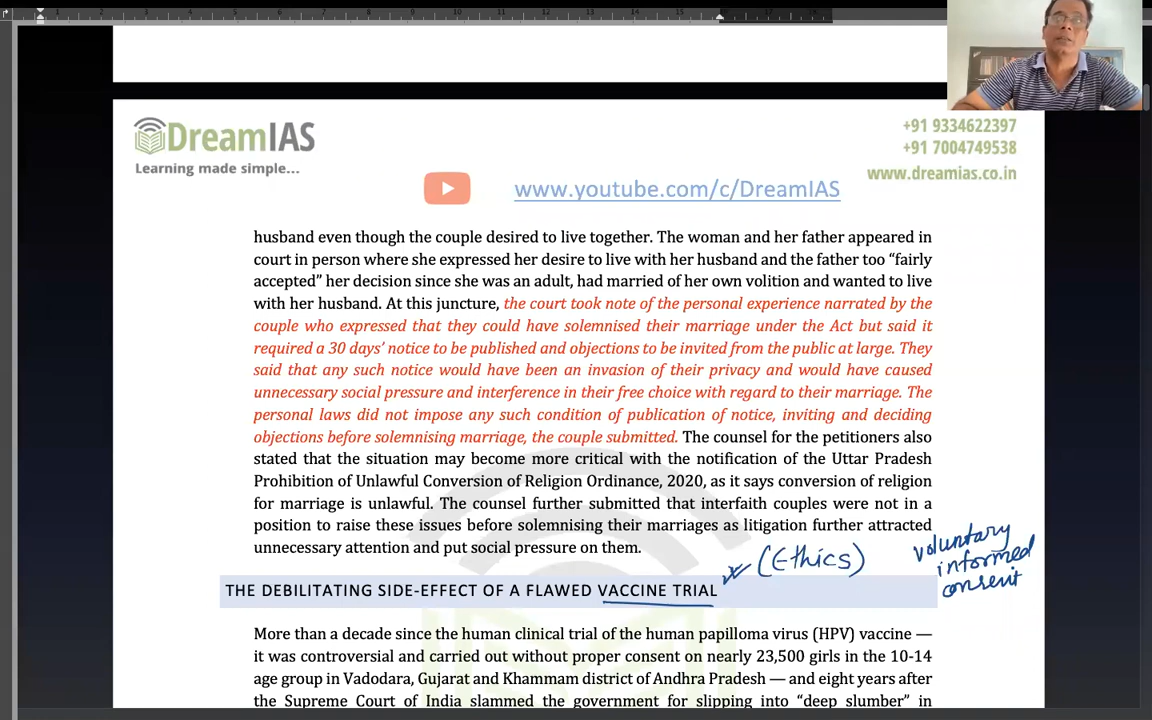 DreamIAS
Learning made simple...
+91 9334622397
+91 7004749538
www.dreamias.co.in
www.youtube.com/c/DreamIAS
husband even though the couple desired to live together. The woman and her father appeared in
court in person where she expressed her desire to live with her husband and the father too “fairly
accepted” her decision since she was an adult, had married of her own volition and wanted to live
with her husband. At this juncture, the court took note of the personal experience narrated by the
couple who expressed that they could have solemnised their marriage under the Act but said it
required a 30 days’ notice to be published and objections to be invited from the public at large. They
said that any such notice would have been an invasion of their privacy and would have caused
unnecessary social pressure and interference in their free choice with regard to their marriage. The
personal laws did not impose any such condition of publication of notice, inviting and deciding
objections before solemnising marriage, the couple submitted. The counsel for the petitioners also
stated that the situation may become more critical with the notification of the Uttar Pradesh
Prohibition of Unlawful Conversion of Religion Ordinance, 2020, as it says conversion of religion
for marriage is unlawful. The counsel further submitted that interfaith couples were not in a
position to raise these issues before solemnising their marriages as litigation further attracted
unnecessary attention and put social pressure on them.
(Ethics)
voluntary
informed
consent
THE DEBILITATING SIDE-EFFECT OF A FLAWED VACCINE TRIAL
More than a decade since the human clinical trial of the human papilloma virus (HPV) vaccine —
it was controversial and carried out without proper consent on nearly 23,500 girls in the 10-14
age group in Vadodara, Gujarat and Khammam district of Andhra Pradesh — and eight years after
the Supreme Court of India slammed the government for slipping into “deep slumber” in